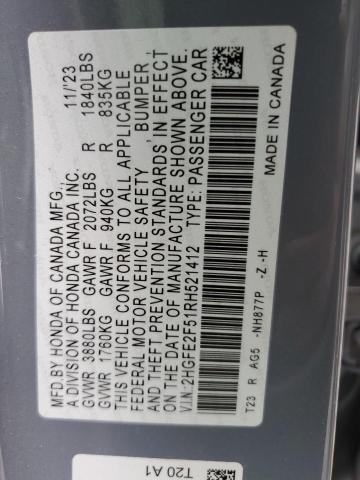 MFD.BY HONDA OF CANADA MFG., 11/'23
A DIVISION OF HONDA CANADA INC.
GVWR 3880LBS GAWR F 2072LBS R 1840LBS
GVWR 1760KG GAWR F 940KG R 835KG
THIS VEHICLE CONFORMS TO ALL APPLICABLE
FEDERAL MOTOR VEHICLE SAFETY, BUMPER,
AND THEFT PREVENTION STANDARDS IN EFFECT
ON THE DATE OF MANUFACTURE SHOWN ABOVE.
V.I.N: 2HGFE2F51RH521412 TYPE: PASSENGER CAR
T23 R AG5 -NH877P -Z -H MADE IN CANADA
T20 A1